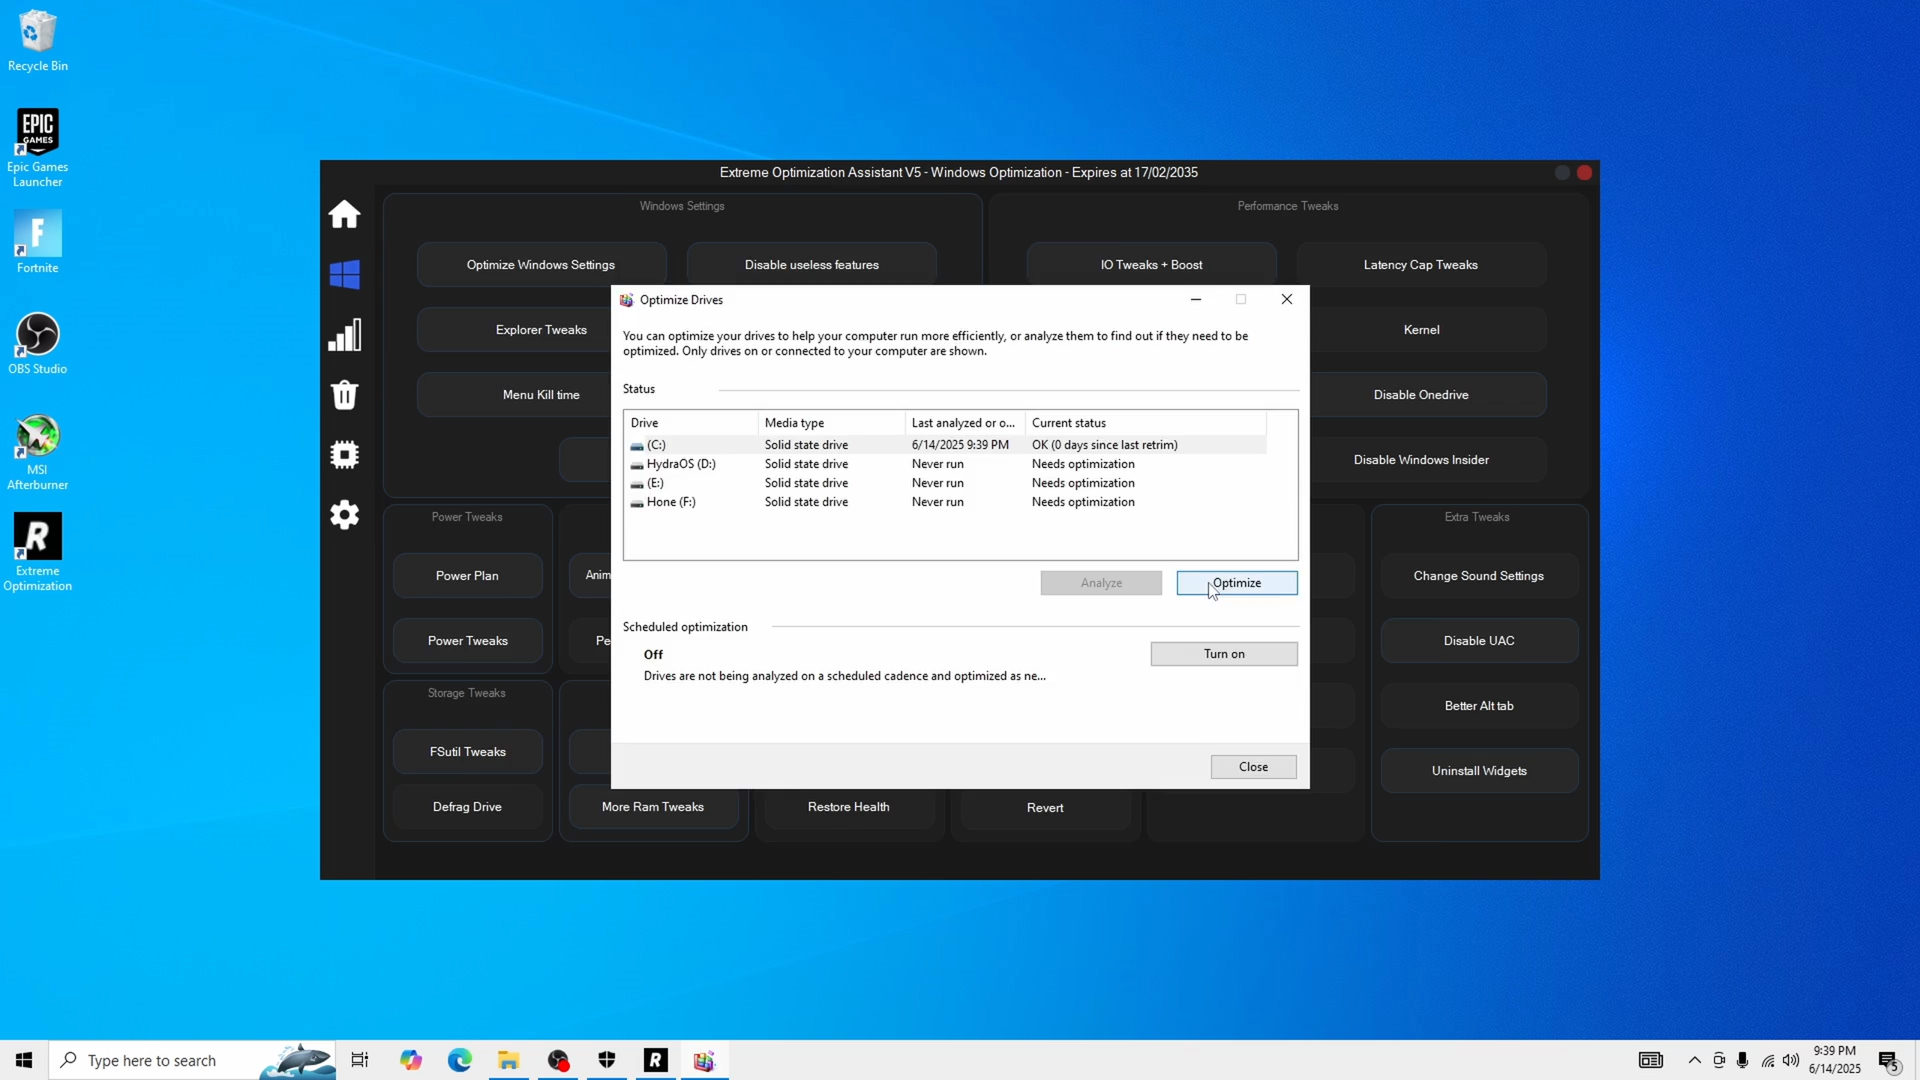 Recycle Bin
EPIC
GAMES
Epic Games
Launcher
F
Fortnite
OBS Studio
MSI
Afterburner
R
Extreme
Optimization
Extreme Optimization Assistant V5 - Windows Optimization - Expires at 17/02/2035
Windows Settings
Performance Tweaks
Optimize Windows Settings
Disable useless features
IO Tweaks + Boost
Latency Cap Tweaks
Explorer Tweaks
Kernel
Menu Kill time
Disable Onedrive
Disable Windows Insider
Optimize Drives
You can optimize your drives to help your computer run more efficiently, or analyze them to find out if they need to be
optimized. Only drives on or connected to your computer are shown.
Status
Drive Media type Last analyzed or o... Current status
(C:) Solid state drive 6/14/2025 9:39 PM OK (0 days since last retrim)
HydraOS (D:) Solid state drive Never run Needs optimization
(E:) Solid state drive Never run Needs optimization
Hone (F:) Solid state drive Never run Needs optimization
Analyze
Optimize
Scheduled optimization
Off
Turn on
Drives are not being analyzed on a scheduled cadence and optimized as ne...
Close
Power Tweaks
Power Plan
Power Tweaks
Anim
Pe
Extra Tweaks
Change Sound Settings
Disable UAC
Better Alt tab
Uninstall Widgets
Storage Tweaks
FSutil Tweaks
Defrag Drive
More Ram Tweaks
Restore Health
Revert
Type here to search
R
9:39 PM
6/14/2025
5